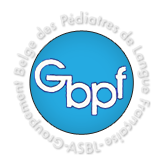 Groupement Belge des Pédiatres de Langue Française
-ASBL-
Gbpf